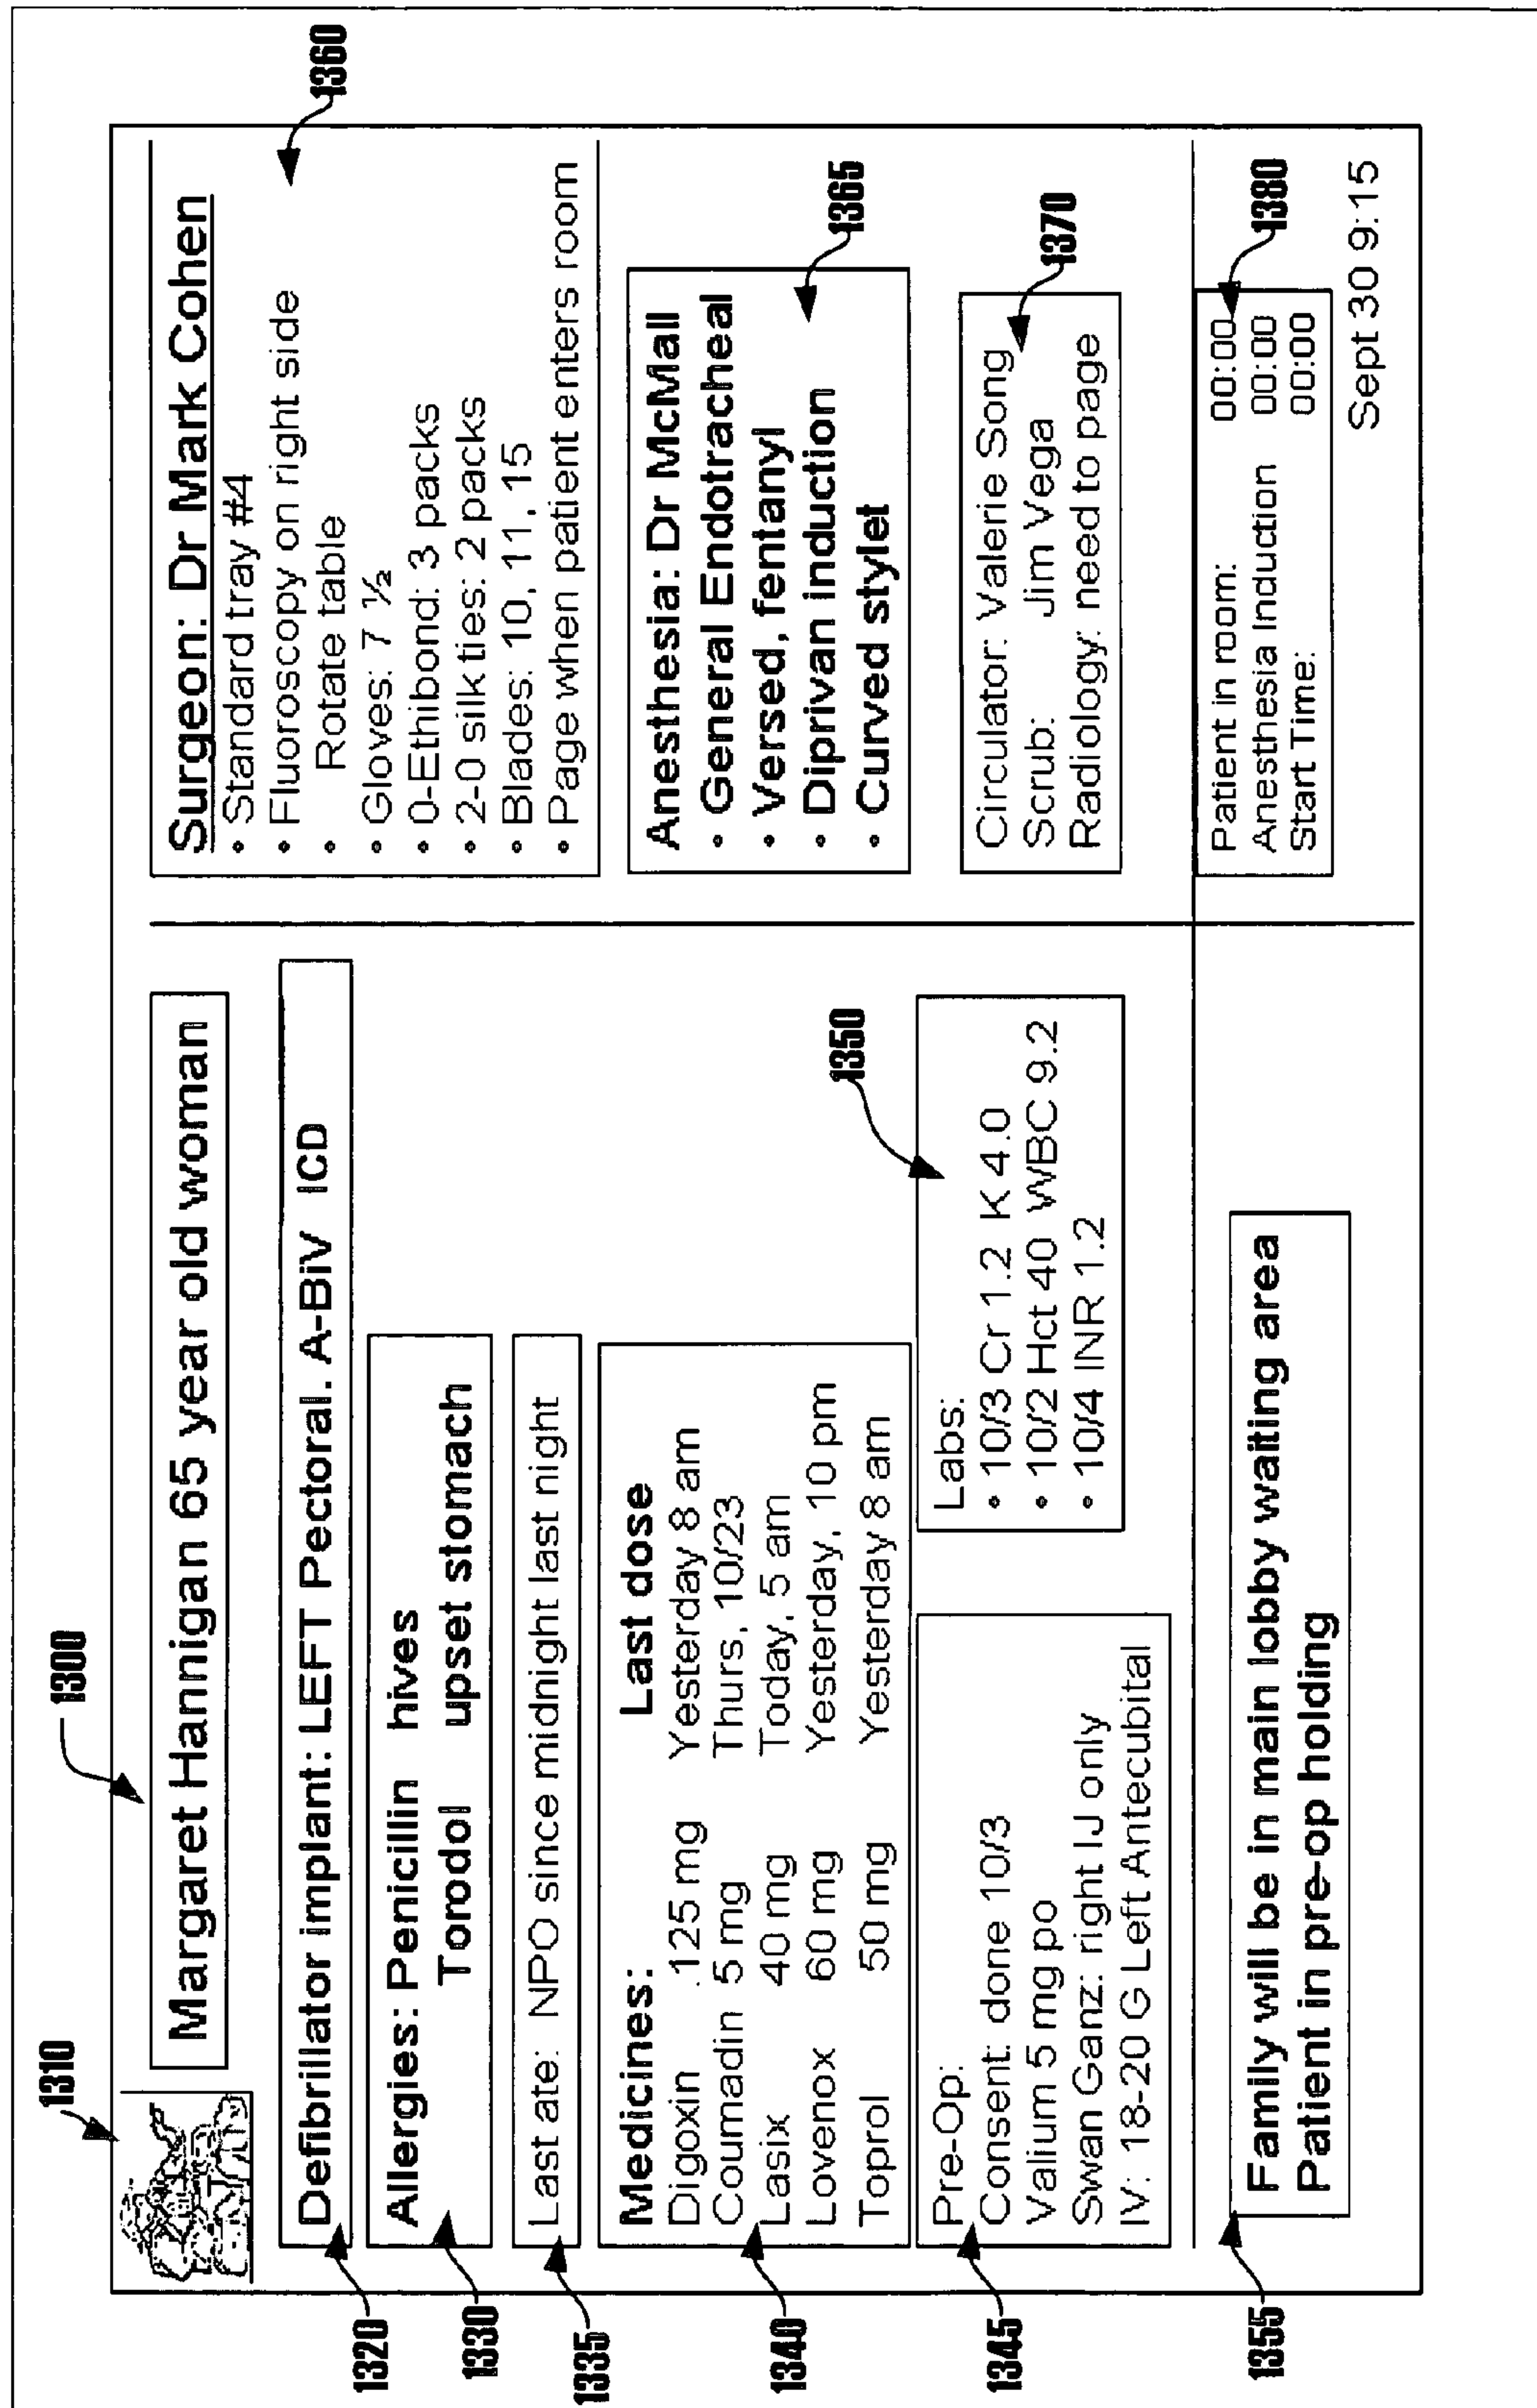 1300
1310
Margaret Hannigan 65 year old woman
1320
Defibrillator implant: LEFT Pectoral. A-BiV ICD
1330
Allergies: Penicillin hives
Torodol upset stomach
1335
Last ate: NPO since midnight last night
1340
Medicines: Last dose
Digoxin .125 mg Yesterday 8 am
Coumadin 5 mg Thurs, 10/23
Lasix 40 mg Today, 5 am
Lovenox 60 mg Yesterday, 10 pm
Toprol 50 mg Yesterday 8 am
1345
Pre-Op:
Consent: done 10/3
Valium 5 mg po
Swan Ganz: right IJ only
IV: 18-20 G Left Antecubital
1350
Labs:
• 10/3 Cr 1.2 K 4.0
• 10/2 Hct 40 WBC 9.2
• 10/4 INR 1.2
1355
Family will be in main lobby waiting area
Patient in pre-op holding
1360
Surgeon: Dr Mark Cohen
• Standard tray #4
• Fluoroscopy on right side
• Rotate table
• Gloves: 7 ½
• 0-Ethibond: 3 packs
• 2-0 silk ties: 2 packs
• Blades: 10, 11, 15
• Page when patient enters room
1365
Anesthesia: Dr McMall
• General Endotracheal
• Versed, fentanyl
• Diprivan induction
• Curved stylet
1370
Circulator: Valerie Song
Scrub: Jim Vega
Radiology: need to page
1380
Patient in room: 00:00
Anesthesia Induction 00:00
Start Time: 00:00
Sept 30 9:15